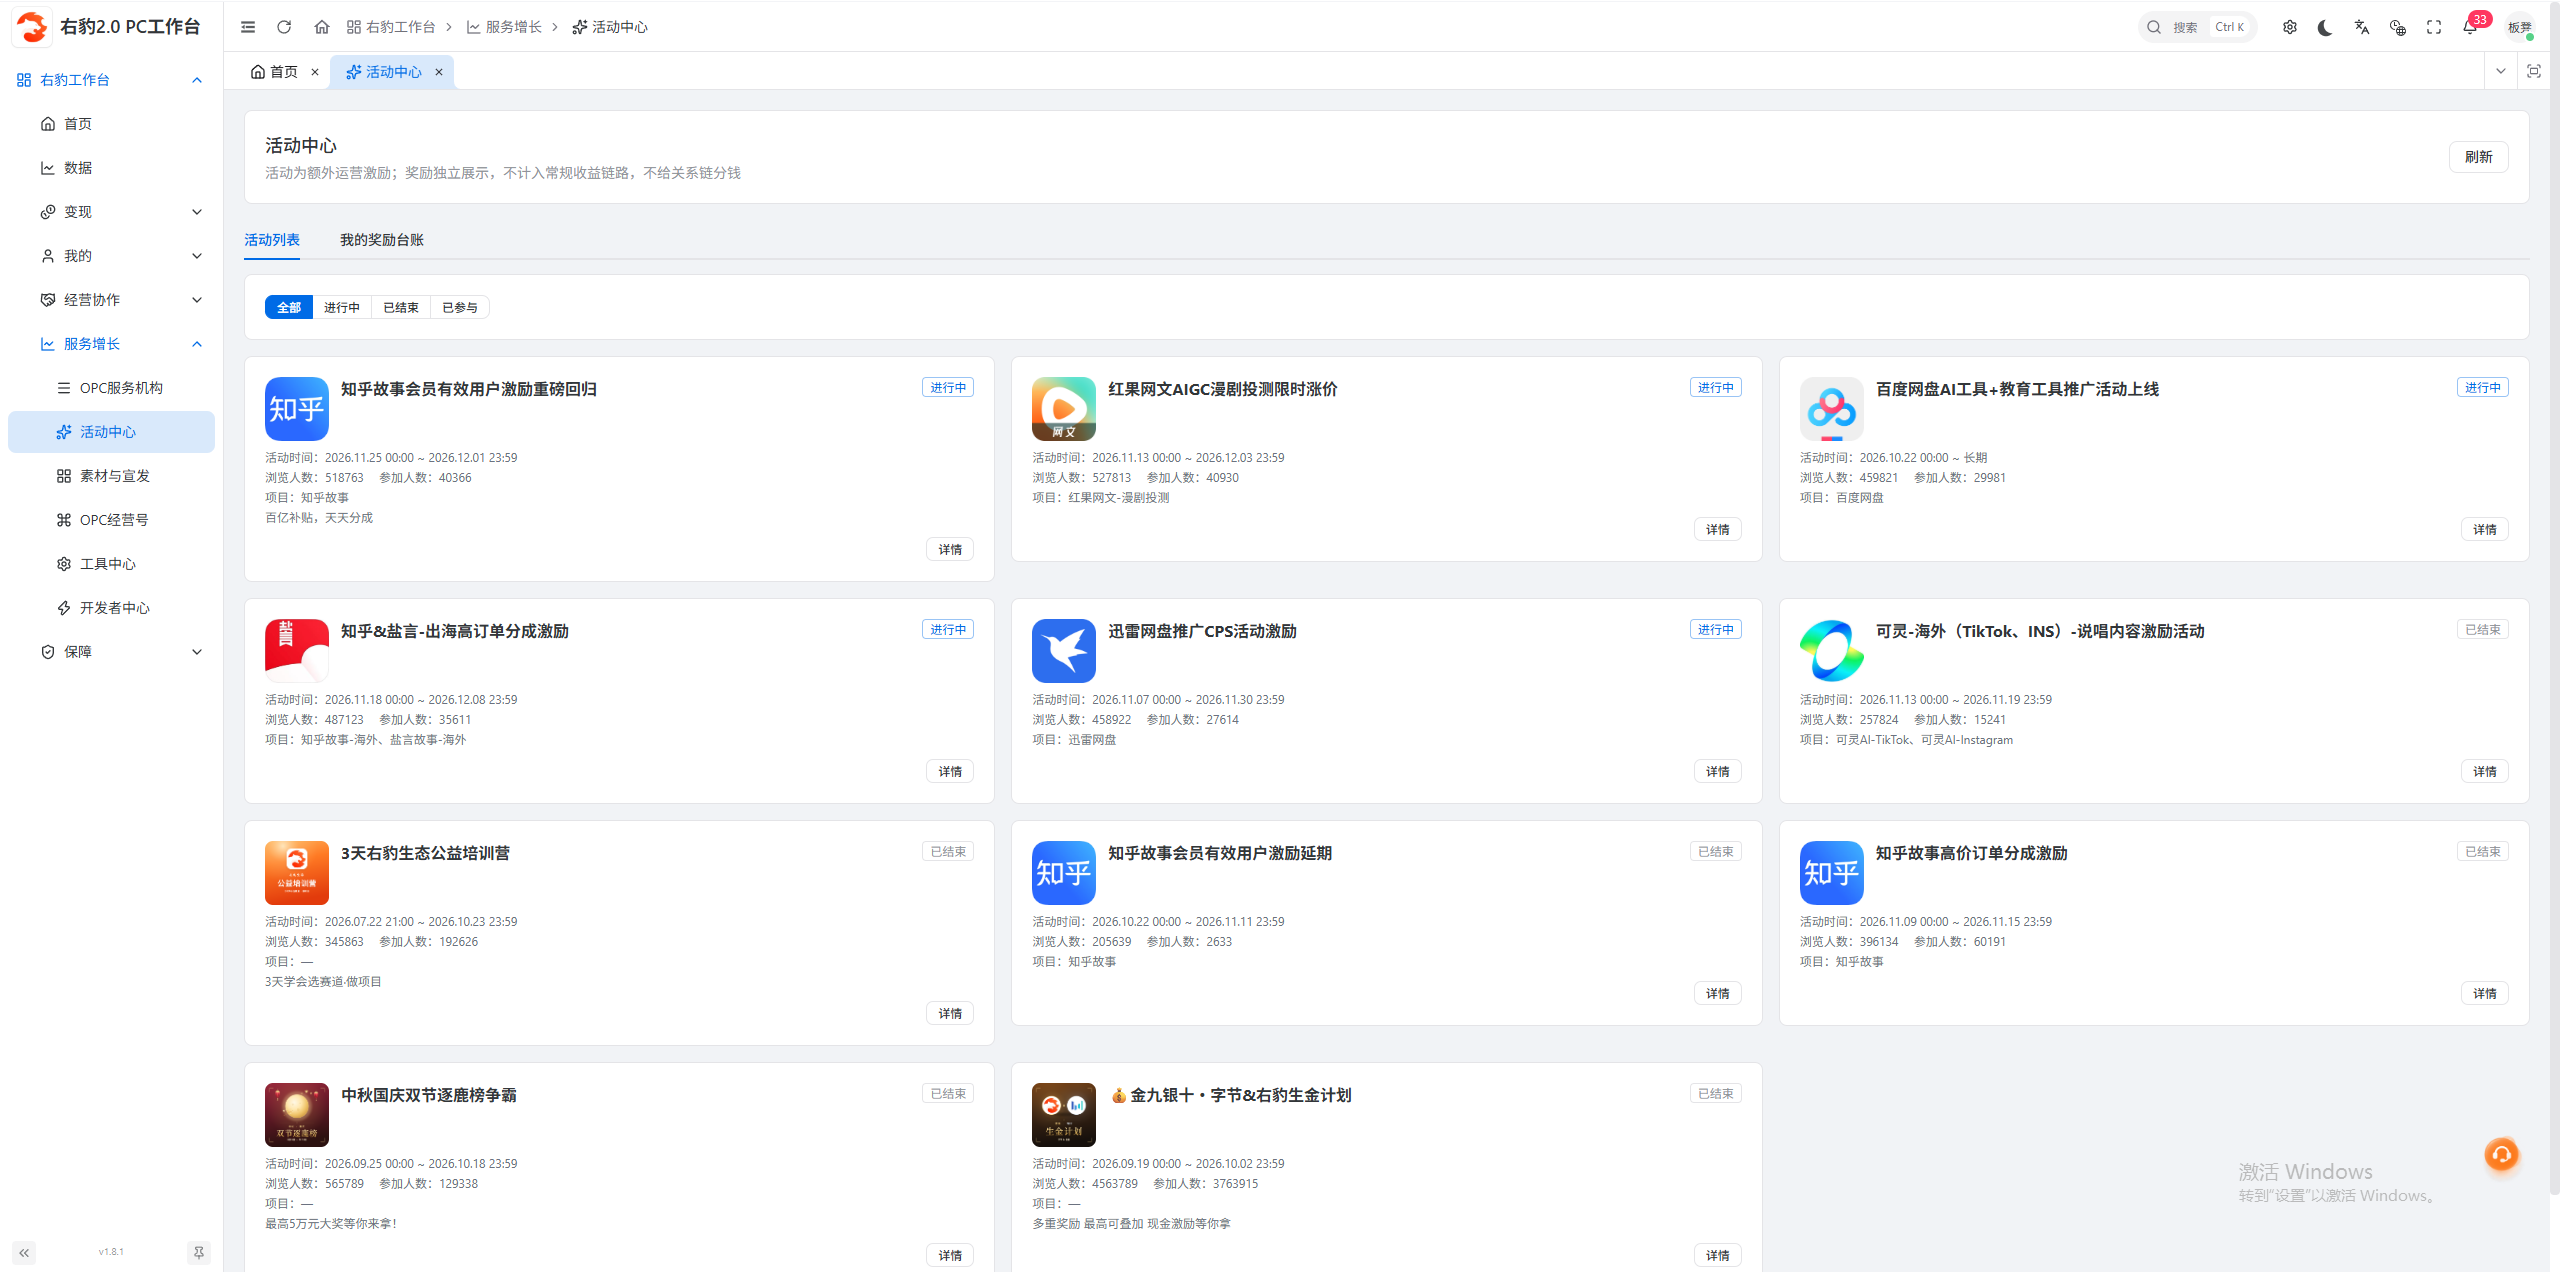 右豹2.0 PC工作台
右豹工作台
首页
数据
变现
我的
经营协作
服务增长
OPC服务机构
活动中心
素材与宣发
OPC经营号
工具中心
开发者中心
保障
v1.8.1
右豹工作台 > 服务增长 > 活动中心
搜索 Ctrl K
33
板凳
首页 × 活动中心 ×
活动中心
活动为额外运营激励；奖励独立展示，不计入常规收益链路，不给关系链分钱
刷新
活动列表 我的奖励台账
全部 进行中 已结束 已参与
知乎
知乎故事会员有效用户激励重磅回归
进行中
活动时间：2026.11.25 00:00 ~ 2026.12.01 23:59
浏览人数：518763 参加人数：40366
项目：知乎故事
百亿补贴，天天分成
详情
网文
红果网文AIGC漫剧投测限时涨价
进行中
活动时间：2026.11.13 00:00 ~ 2026.12.03 23:59
浏览人数：527813 参加人数：40930
项目：红果网文-漫剧投测
详情
百度网盘AI工具+教育工具推广活动上线
进行中
活动时间：2026.10.22 00:00 ~ 长期
浏览人数：459821 参加人数：29981
项目：百度网盘
详情
盐言
知乎&盐言-出海高订单分成激励
进行中
活动时间：2026.11.18 00:00 ~ 2026.12.08 23:59
浏览人数：487123 参加人数：35611
项目：知乎故事-海外、盐言故事-海外
详情
迅雷网盘推广CPS活动激励
进行中
活动时间：2026.11.07 00:00 ~ 2026.11.30 23:59
浏览人数：458922 参加人数：27614
项目：迅雷网盘
详情
可灵-海外（TikTok、INS）-说唱内容激励活动
已结束
活动时间：2026.11.13 00:00 ~ 2026.11.19 23:59
浏览人数：257824 参加人数：15241
项目：可灵AI-TikTok、可灵AI-Instagram
详情
公益培训营
3天右豹生态公益培训营
已结束
活动时间：2026.07.22 21:00 ~ 2026.10.23 23:59
浏览人数：345863 参加人数：192626
项目：—
3天学会选赛道·做项目
详情
知乎
知乎故事会员有效用户激励延期
已结束
活动时间：2026.10.22 00:00 ~ 2026.11.11 23:59
浏览人数：205639 参加人数：2633
项目：知乎故事
详情
知乎
知乎故事高价订单分成激励
已结束
活动时间：2026.11.09 00:00 ~ 2026.11.15 23:59
浏览人数：396134 参加人数：60191
项目：知乎故事
详情
双节逐鹿榜
中秋国庆双节逐鹿榜争霸
已结束
活动时间：2026.09.25 00:00 ~ 2026.10.18 23:59
浏览人数：565789 参加人数：129338
项目：—
最高5万元大奖等你来拿！
详情
生金计划
💰金九银十・字节&右豹生金计划
已结束
活动时间：2026.09.19 00:00 ~ 2026.10.02 23:59
浏览人数：4563789 参加人数：3763915
项目：—
多重奖励 最高可叠加 现金激励等你拿
详情
激活 Windows
转到“设置”以激活 Windows。